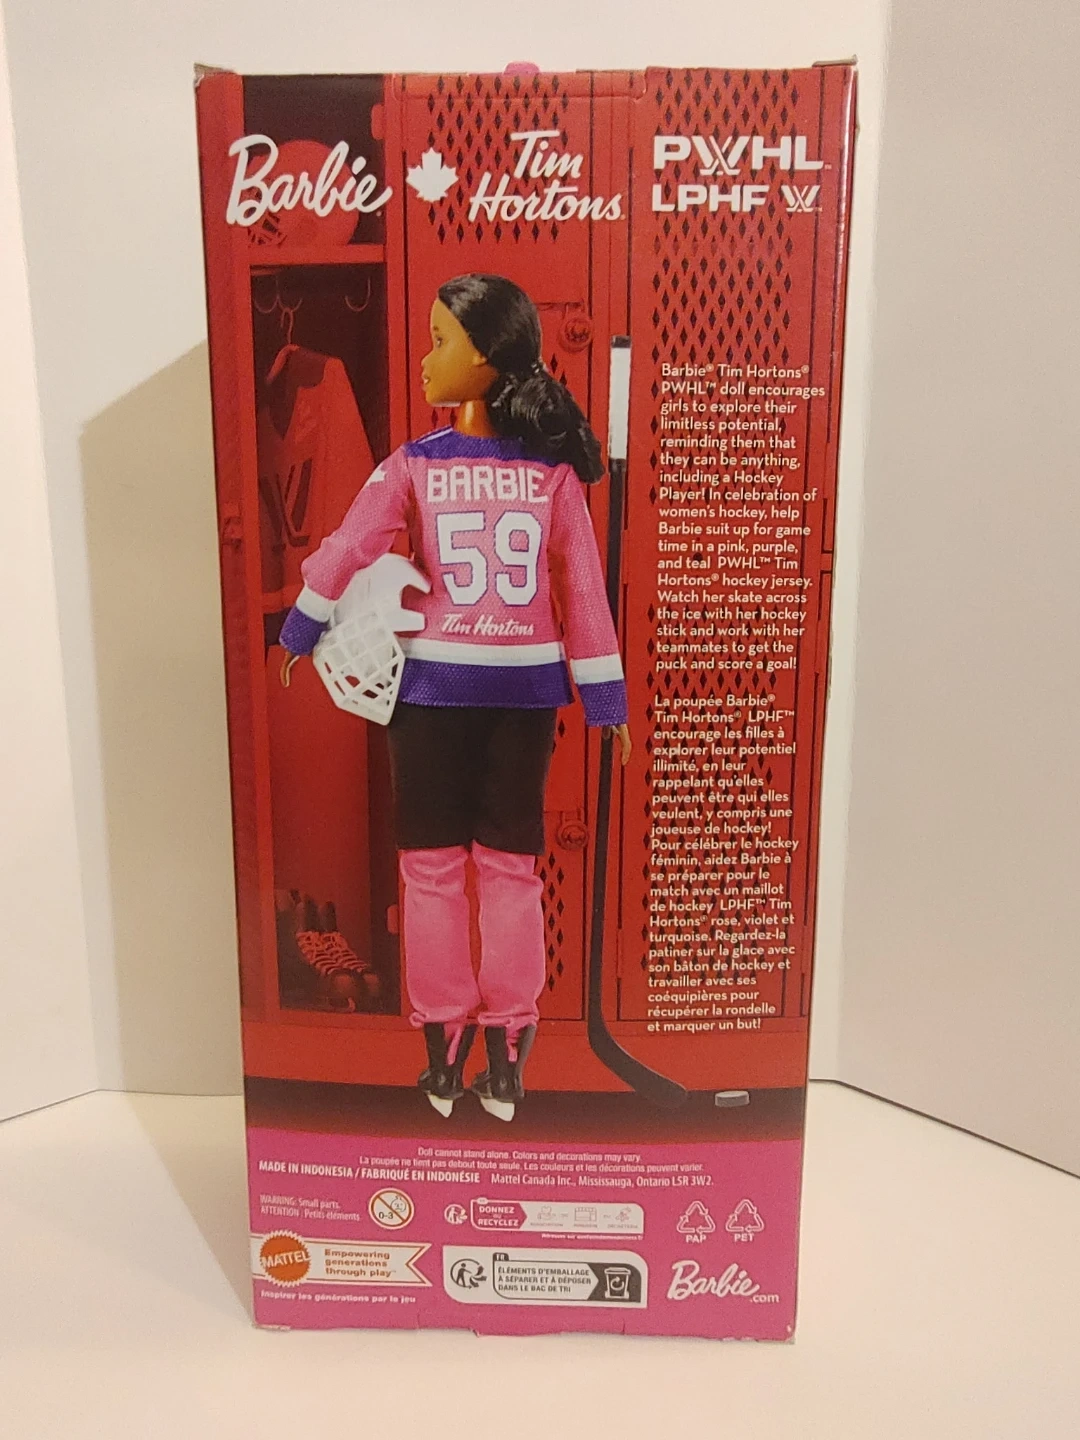 Barbie
Tim
Hortons
PWHL™
LPHF
BARBIE
59
Tim Hortons
Barbie® Tim Hortons®
PWHL™ doll encourages
girls to explore their
limitless potential,
reminding them that
they can be anything,
including a Hockey
Player! In celebration of
women's hockey, help
Barbie suit up for game
time in a pink, purple,
and teal PWHL™ Tim
Hortons® hockey jersey.
Watch her skate across
the ice with her hockey
stick and work with her
teammates to get the
puck and score a goal!
La poupée Barbie®
Tim Hortons® LPHF™
encourage les filles à
explorer leur potentiel
illimité, en leur
rappelant qu'elles
peuvent être qui elles
veulent, y compris une
joueuse de hockey!
Pour célébrer le hockey
féminin, aidez Barbie à
se préparer pour le
match avec un maillot
de hockey LPHF™ Tim
Hortons® rose, violet et
turquoise. Regardez-la
patiner sur la glace avec
son bâton de hockey et
travailler avec ses
coéquipières pour
récupérer la rondelle
et marquer un but!
Doll cannot stand alone. Colors and decorations may vary.
La poupée ne tient pas debout toute seule. Les couleurs et les décorations peuvent varier.
MADE IN INDONESIA / FABRIQUÉ EN INDONÉSIE Mattel Canada Inc., Mississauga, Ontario L5R 3W2.
WARNING: Small parts.
ATTENTION : Petits éléments
0-3
DONNEZ
OU
RECYCLEZ
PAP
PET
MATTEL
Empowering
generations
through play™
Inspirer les générations par le jeu
FR
ÉLÉMENTS D'EMBALLAGE
À SÉPARER ET À DÉPOSER
DANS LE BAC DE TRI
Barbie.com